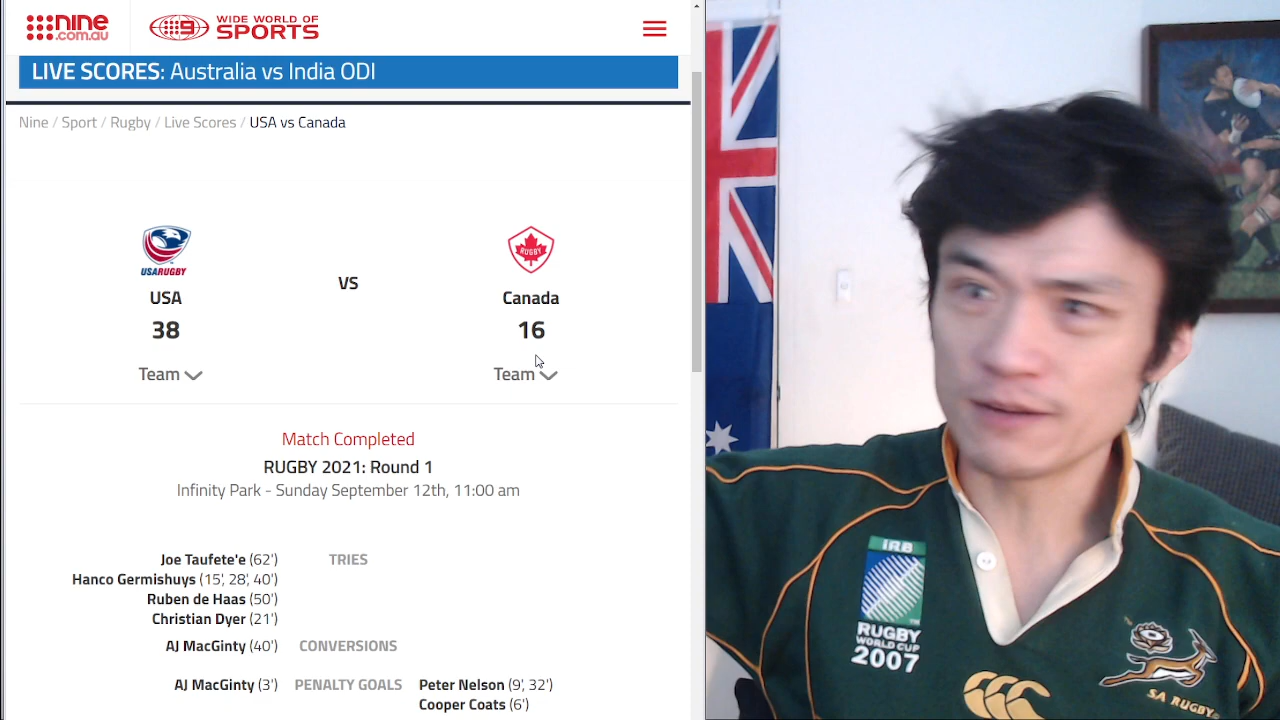 nine
.com.au
9
WIDE WORLD OF
SPORTS
LIVE SCORES: Australia vs India ODI
Nine / Sport / Rugby / Live Scores / USA vs Canada
USARUGBY
RUGBY
USA
VS
Canada
38
16
Team
Team
Match Completed
RUGBY 2021: Round 1
Infinity Park - Sunday September 12th, 11:00 am
Joe Taufete'e (62') TRIES
Hanco Germishuys (15', 28', 40')
Ruben de Haas (50')
Christian Dyer (21')
AJ MacGinty (40') CONVERSIONS
AJ MacGinty (3') PENALTY GOALS Peter Nelson (9', 32')
Cooper Coats (6')
IRB
RUGBY
WORLD CUP
2007
SA RUGBY